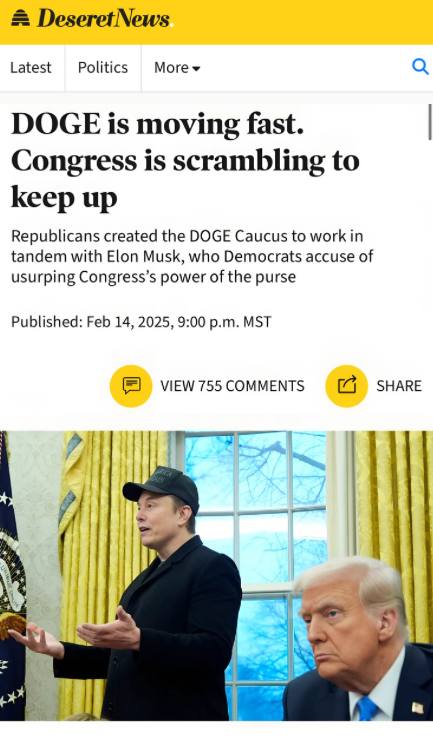 Deseret News.
Latest
Politics
More
DOGE is moving fast.
Congress is scrambling to
keep up
Republicans created the DOGE Caucus to work in
tandem with Elon Musk, who Democrats accuse of
usurping Congress’s power of the purse
Published: Feb 14, 2025, 9:00 p.m. MST
VIEW 755 COMMENTS
SHARE